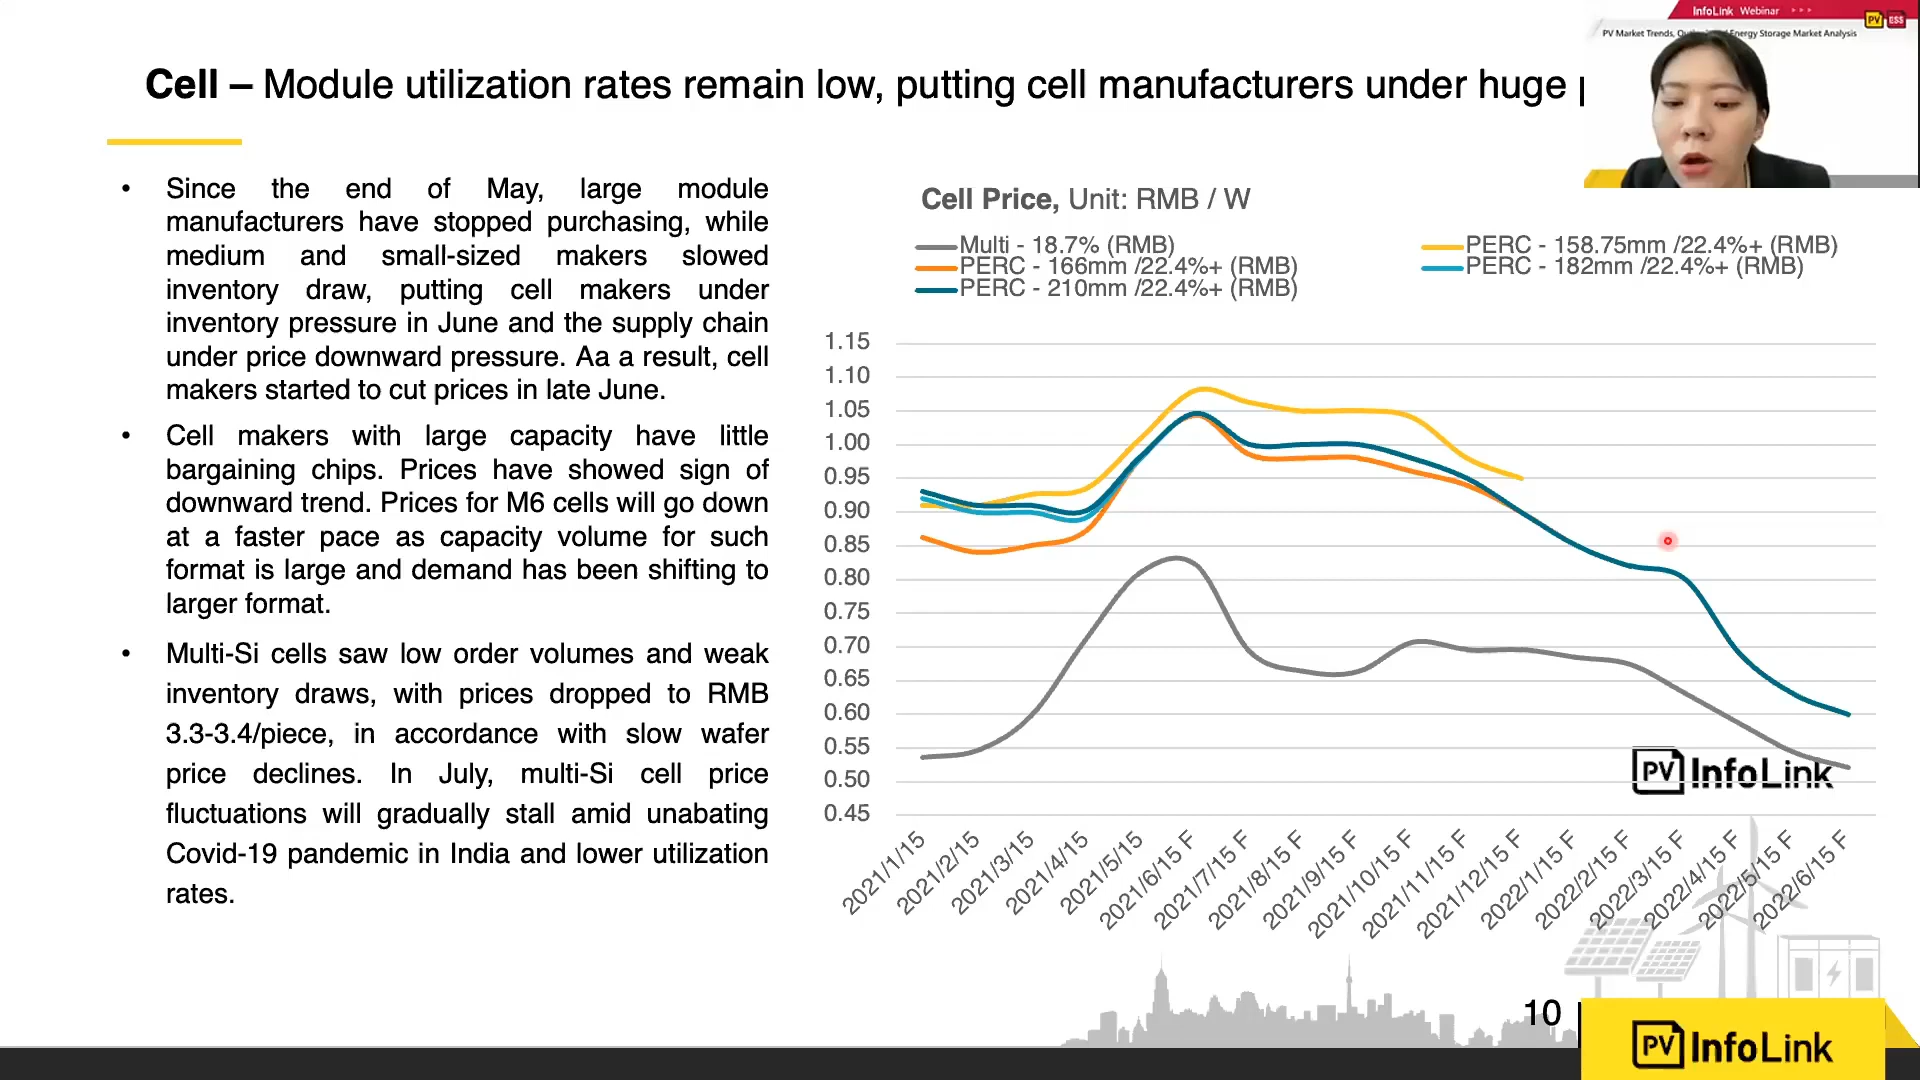 InfoLink Webinar
PV ESS
PV Market Trends, Energy Storage Market Analysis
Cell – Module utilization rates remain low, putting cell manufacturers under huge
• Since the end of May, large module
manufacturers have stopped purchasing, while
medium and small-sized makers slowed
inventory draw, putting cell makers under
inventory pressure in June and the supply chain
under price downward pressure. Aa a result, cell
makers started to cut prices in late June.
• Cell makers with large capacity have little
bargaining chips. Prices have showed sign of
downward trend. Prices for M6 cells will go down
at a faster pace as capacity volume for such
format is large and demand has been shifting to
larger format.
• Multi-Si cells saw low order volumes and weak
inventory draws, with prices dropped to RMB
3.3-3.4/piece, in accordance with slow wafer
price declines. In July, multi-Si cell price
fluctuations will gradually stall amid unabating
Covid-19 pandemic in India and lower utilization
rates.
Cell Price, Unit: RMB / W
Multi - 18.7% (RMB)
PERC - 158.75mm /22.4%+ (RMB)
PERC - 166mm /22.4%+ (RMB)
PERC - 182mm /22.4%+ (RMB)
PERC - 210mm /22.4%+ (RMB)
1.15
1.10
1.05
1.00
0.95
0.90
0.85
0.80
0.75
0.70
0.65
0.60
0.55
0.50
0.45
2021/1/15
2021/2/15
2021/3/15
2021/4/15
2021/5/15
2021/6/15 F
2021/7/15 F
2021/8/15 F
2021/9/15 F
2021/10/15 F
2021/11/15 F
2021/12/15 F
2022/1/15 F
2022/2/15 F
2022/3/15 F
2022/4/15 F
2022/5/15 F
2022/6/15 F
PV InfoLink
10
PV InfoLink